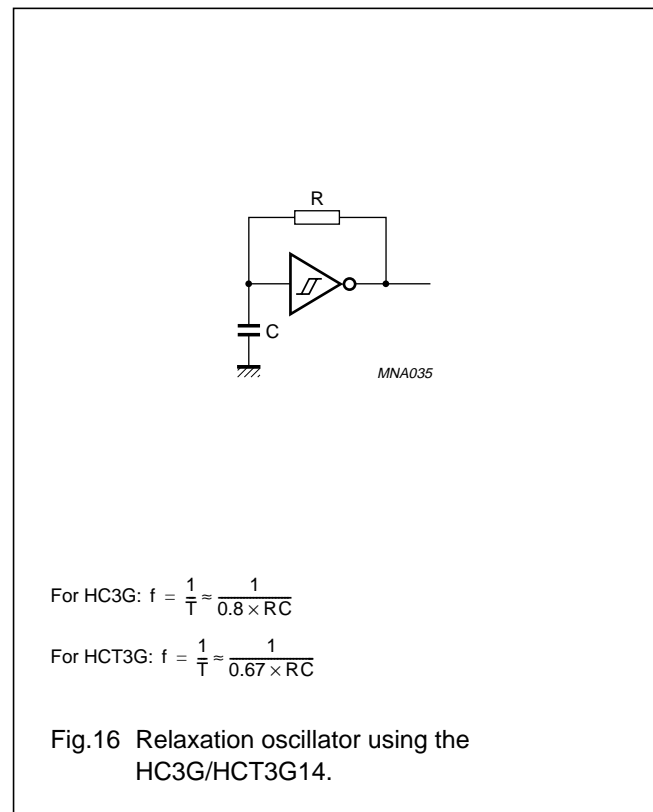 R
C
MNA035
For HC3G: f = 1/T ≈ 1/(0.8 × RC)
For HCT3G: f = 1/T ≈ 1/(0.67 × RC)
Fig.16 Relaxation oscillator using the
HC3G/HCT3G14.